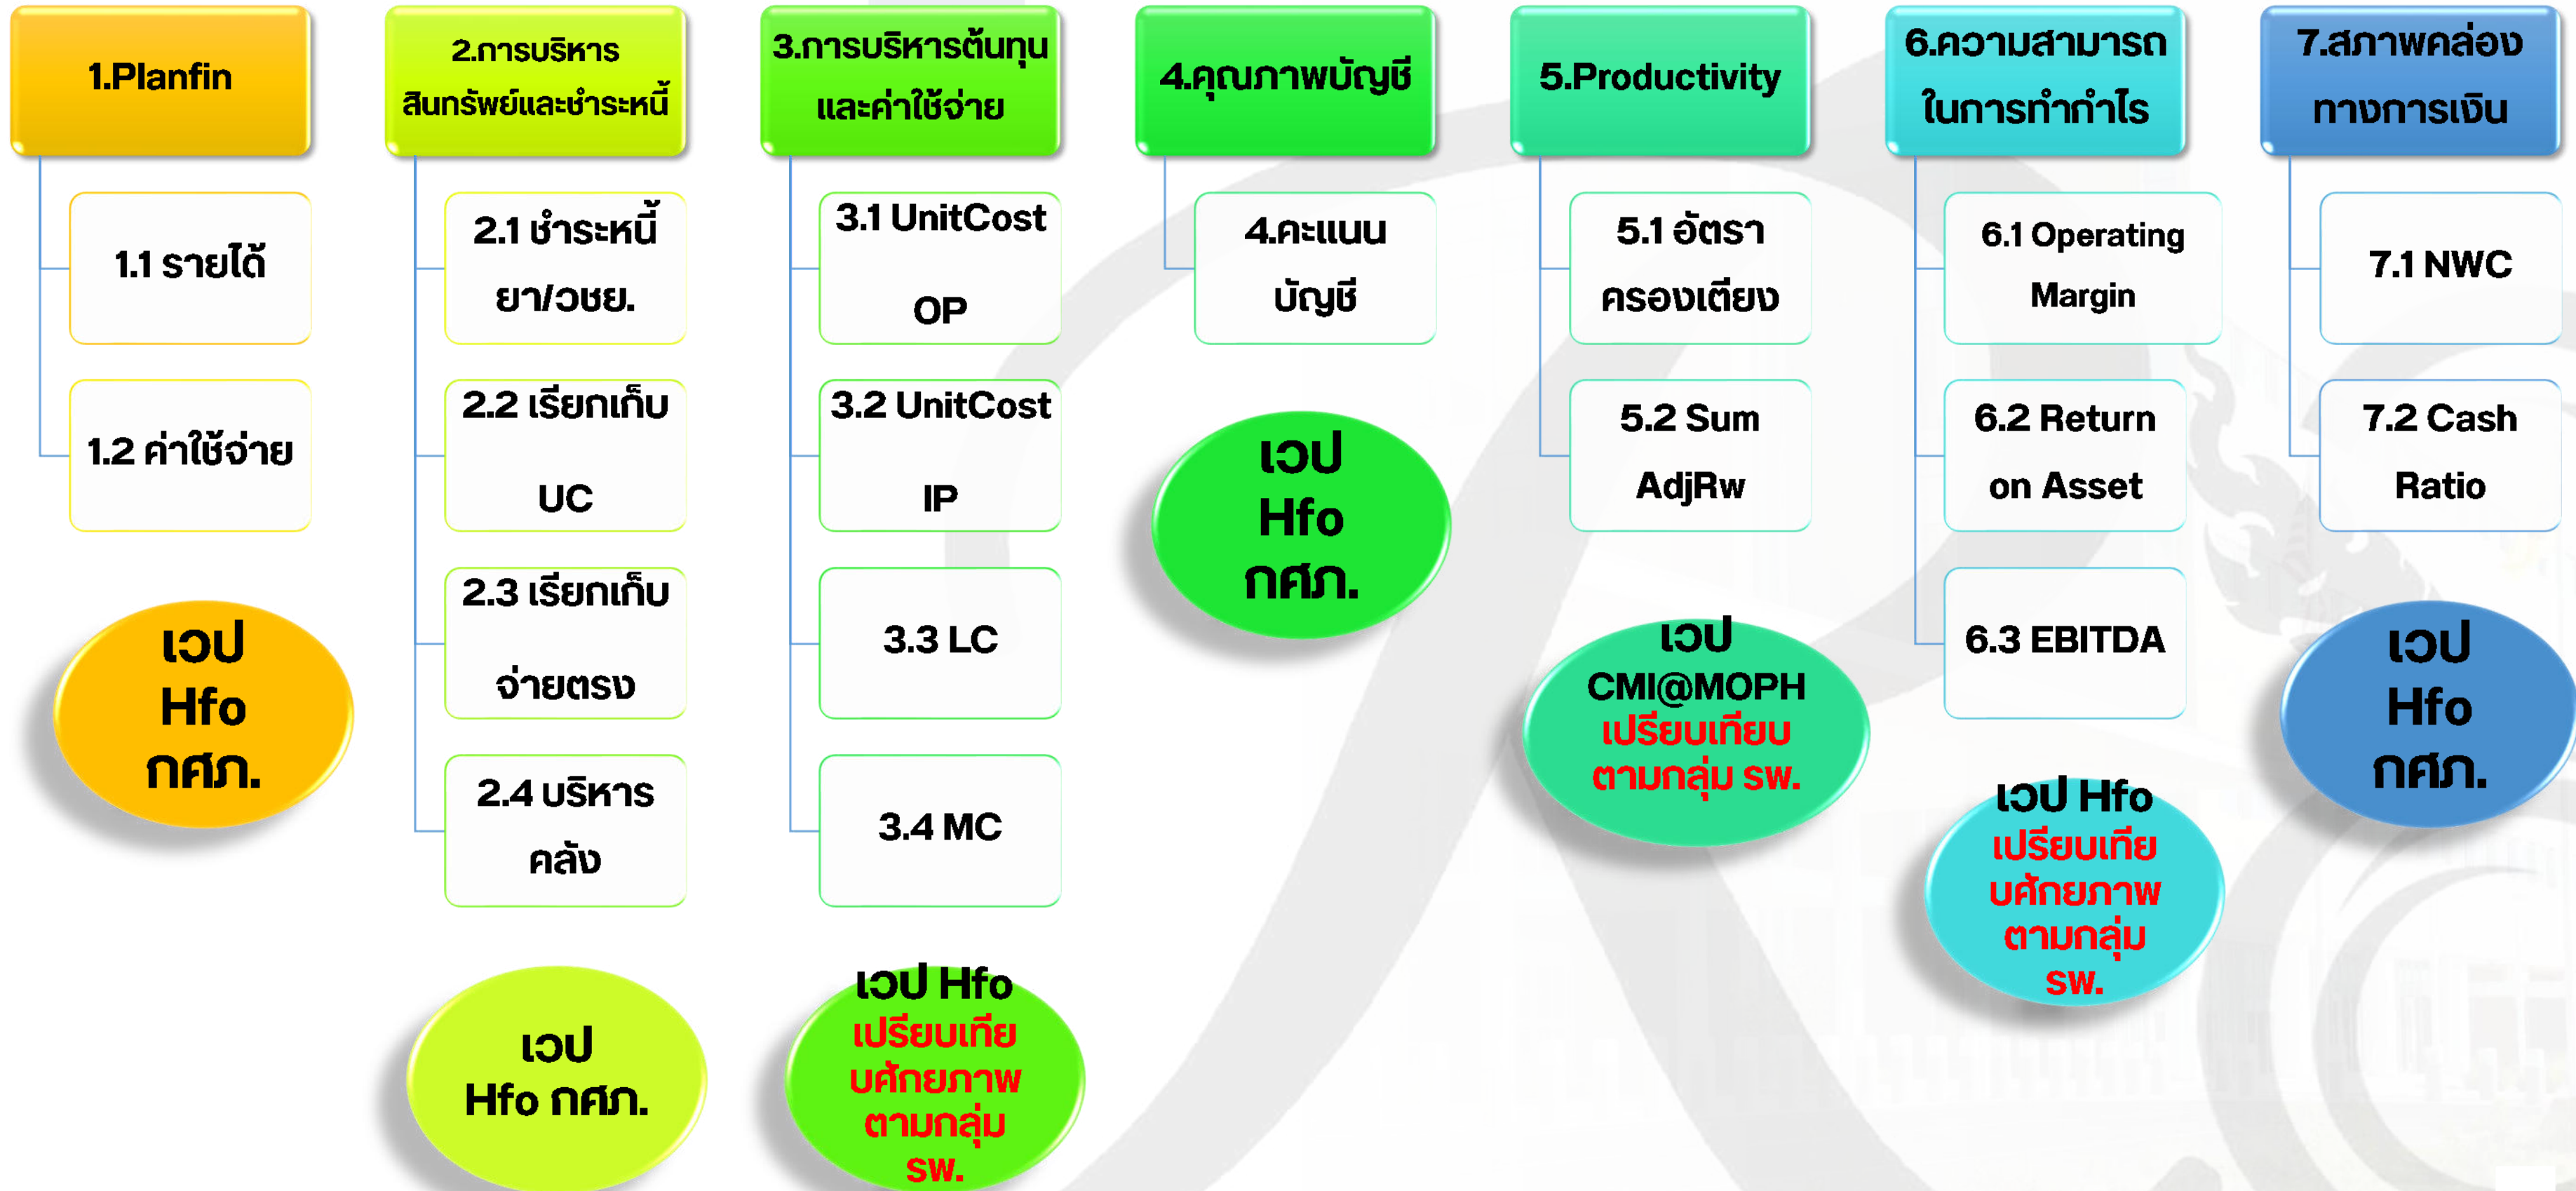 1.Planfin
1.1 รายได้
1.2 ค่าใช้จ่าย
เวป
Hfo
กศภ.
2.การบริหาร
สินทรัพย์และชำระหนี้
2.1 ชำระหนี้
ยา/วชย.
2.2 เรียกเก็บ
UC
2.3 เรียกเก็บ
จ่ายตรง
2.4 บริหาร
คลัง
เวป
Hfo กศภ.
3.การบริหารต้นทุน
และค่าใช้จ่าย
3.1 UnitCost
OP
3.2 UnitCost
IP
3.3 LC
3.4 MC
เวป Hfo
เปรียบเทีย
บศักยภาพ
ตามกลุ่ม
รพ.
4.คุณภาพบัญชี
4.คะแนน
บัญชี
เวป
Hfo
กศภ.
5.Productivity
5.1 อัตรา
ครองเตียง
5.2 Sum
AdjRw
เวป
CMI@MOPH
เปรียบเทียบ
ตามกลุ่ม รพ.
6.ความสามารถ
ในการทำกำไร
6.1 Operating
Margin
6.2 Return
on Asset
6.3 EBITDA
เวป Hfo
เปรียบเทีย
บศักยภาพ
ตามกลุ่ม
รพ.
7.สภาพคล่อง
ทางการเงิน
7.1 NWC
7.2 Cash
Ratio
เวป
Hfo
กศภ.